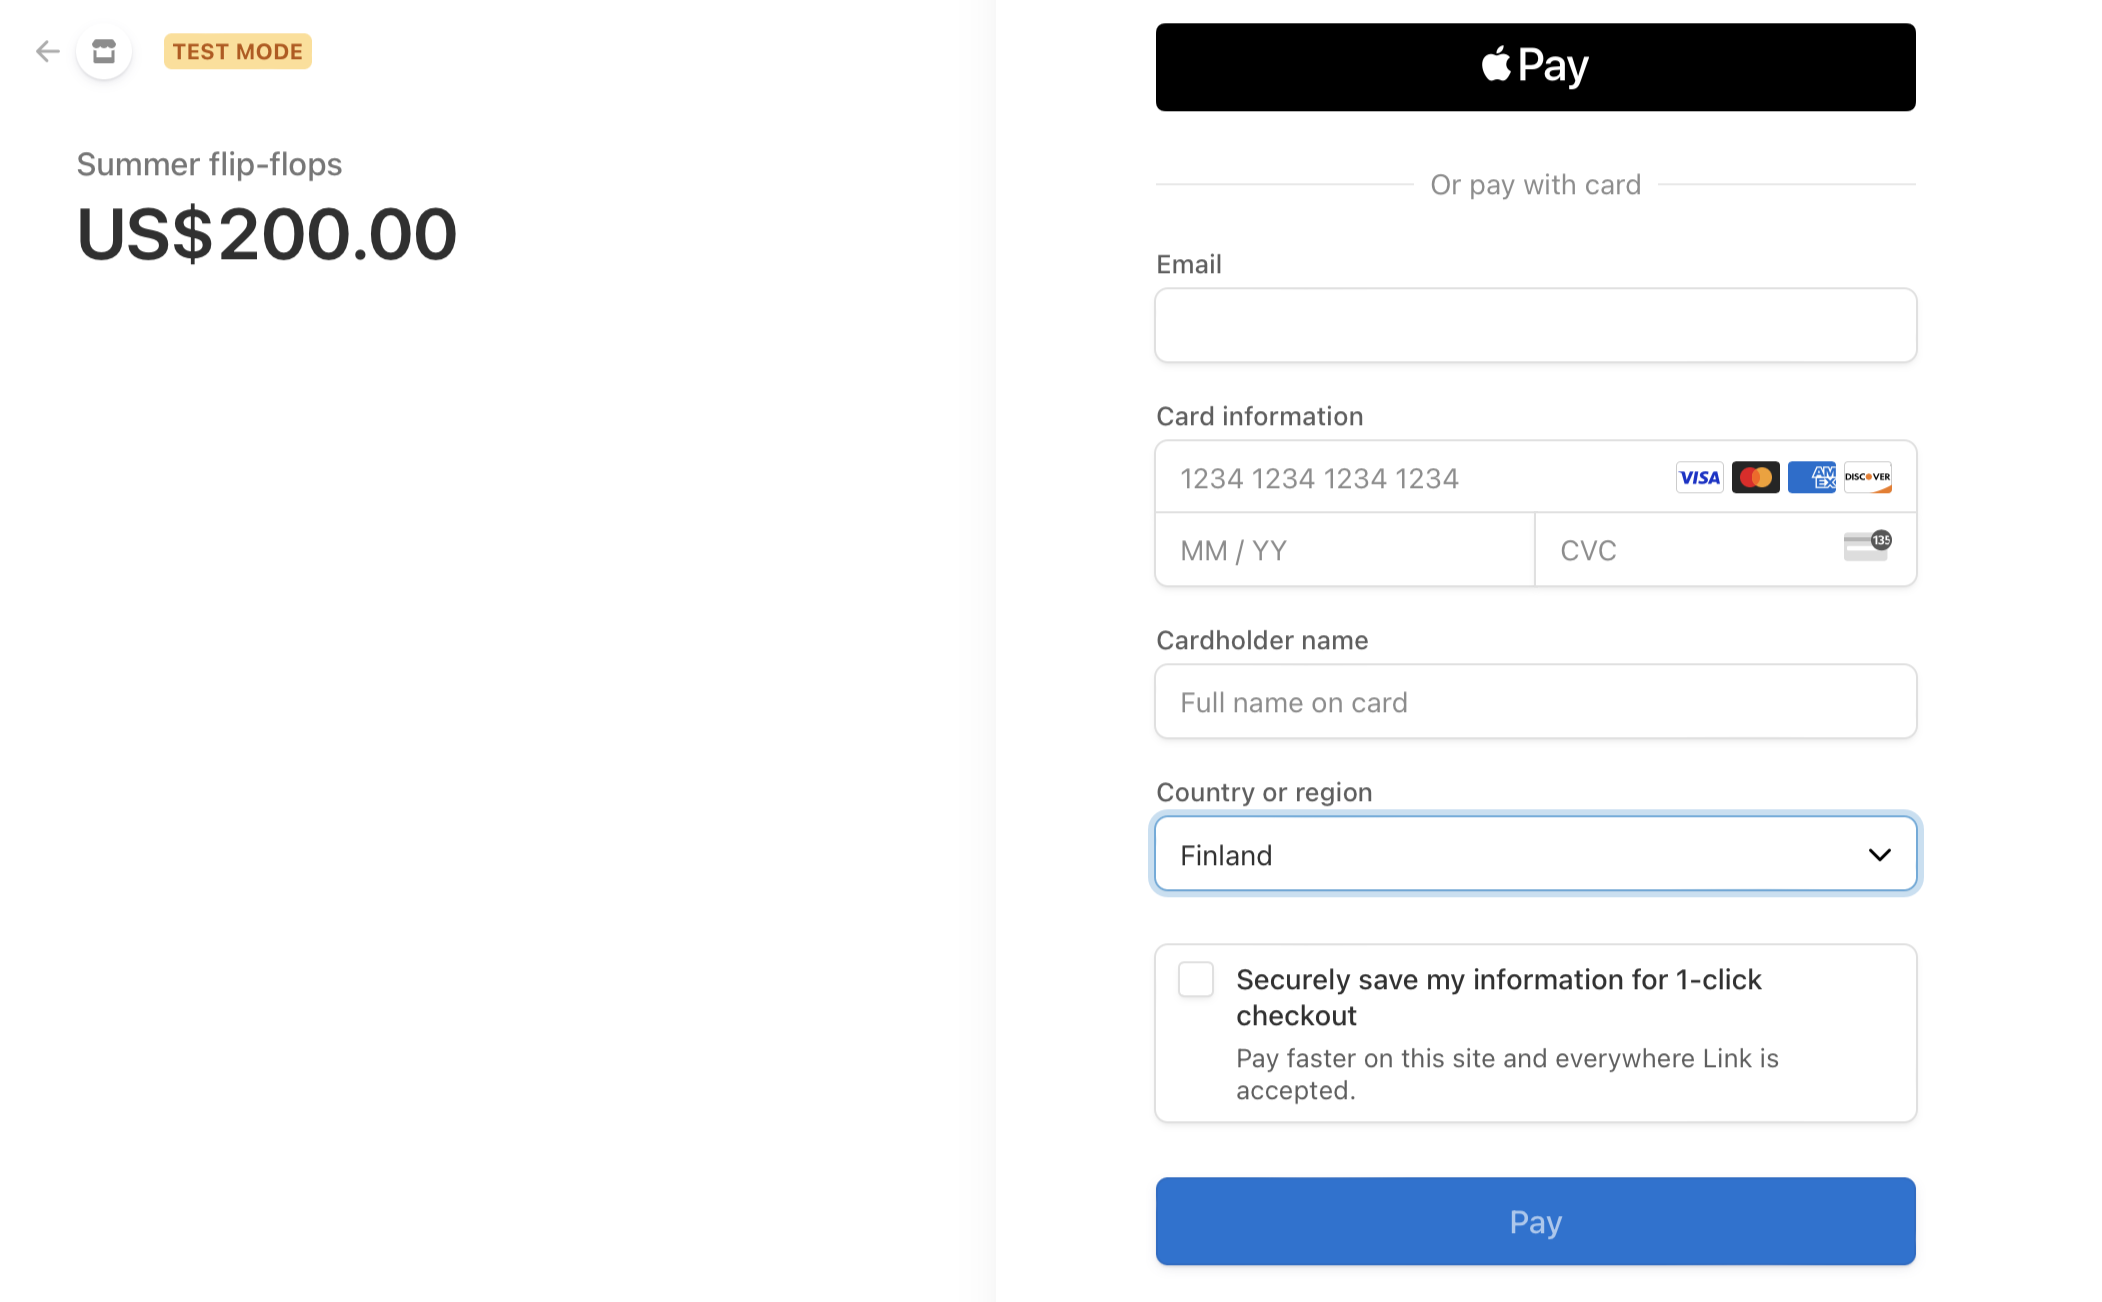 TEST MODE
Summer flip-flops
US$200.00
Pay
Or pay with card
Email
Card information
1234 1234 1234 1234
VISA
AMEX
DISCOVER
MM / YY
CVC
135
Cardholder name
Full name on card
Country or region
Finland
Securely save my information for 1-click
checkout
Pay faster on this site and everywhere Link is
accepted.
Pay